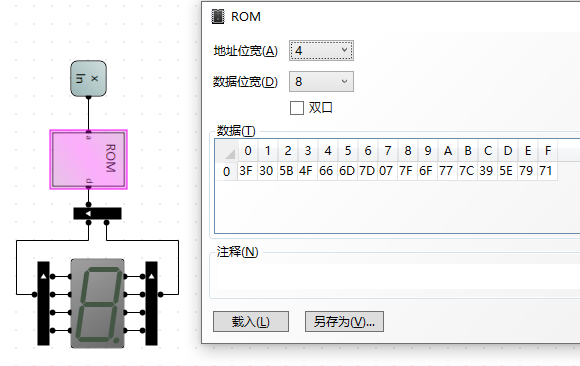 x
In
a
ROM
d
ROM
地址位宽(A) 4
数据位宽(D) 8
双口
数据(T)
0 1 2 3 4 5 6 7 8 9 A B C D E F
0 3F 30 5B 4F 66 6D 7D 07 7F 6F 77 7C 39 5E 79 71
注释(N)
载入(L) 另存为(V)...